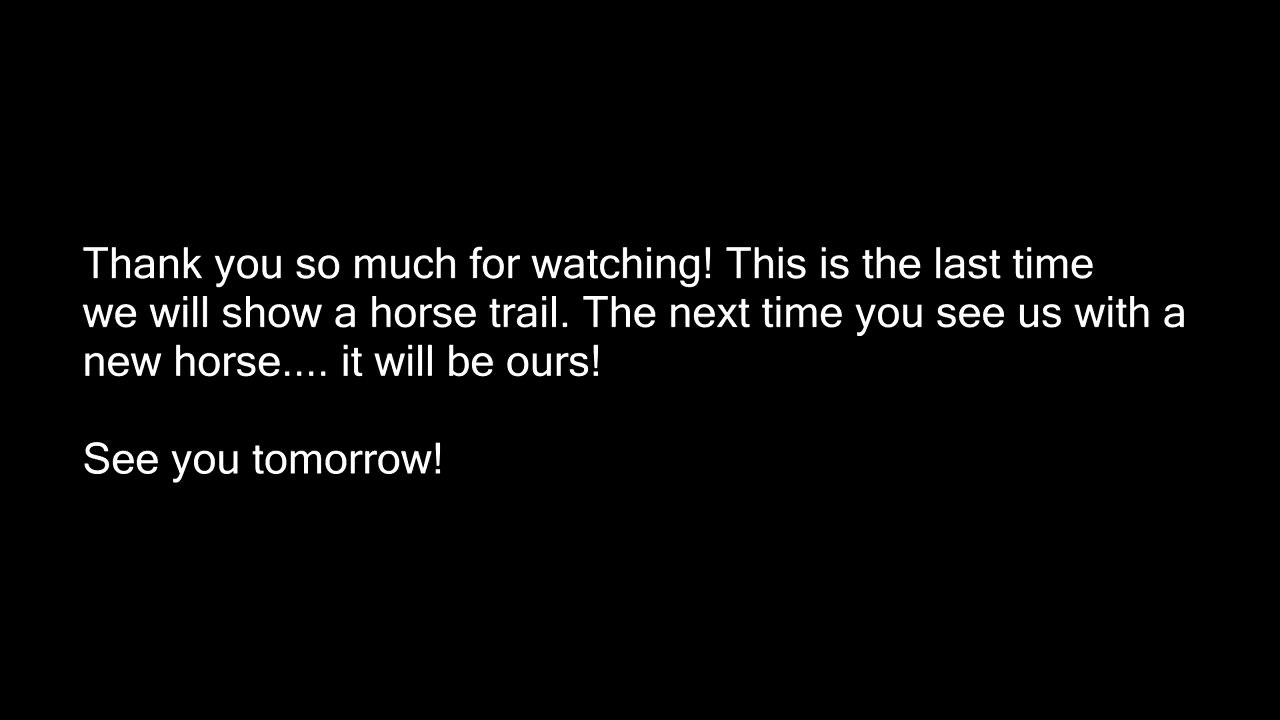 Thank you so much for watching! This is the last time
we will show a horse trail. The next time you see us with a
new horse.... it will be ours!
See you tomorrow!